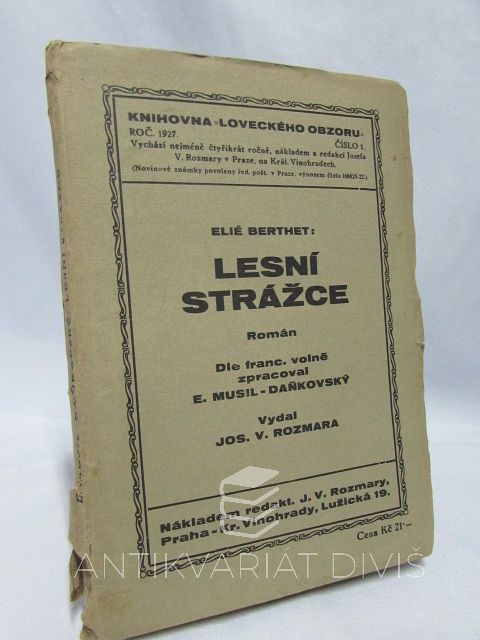 KNIHOVNA »LOVECKÉHO OBZORU«
ROČ. 1927. ČÍSLO 1.
Vychází nejméně čtyřikrát ročně, nákladem a redakcí Josefa
V. Rozmary v Praze, na Král. Vinohradech.
(Novinové známky povoleny řed. pošt. v Praze, výnosem číslo 188825-22.)
ELIÉ BERTHET:
LESNÍ
STRÁŽCE
Román
Dle franc. volně
zpracoval
E. MUSIL-DAŇKOVSKÝ
Vydal
JOS. V. ROZMARA
Nákladem redakt. J. V. Rozmary,
Praha-Kr. Vinohrady, Lužická 19.
Cena Kč 21·—
ANTIKVARIÁT DIVIŠ